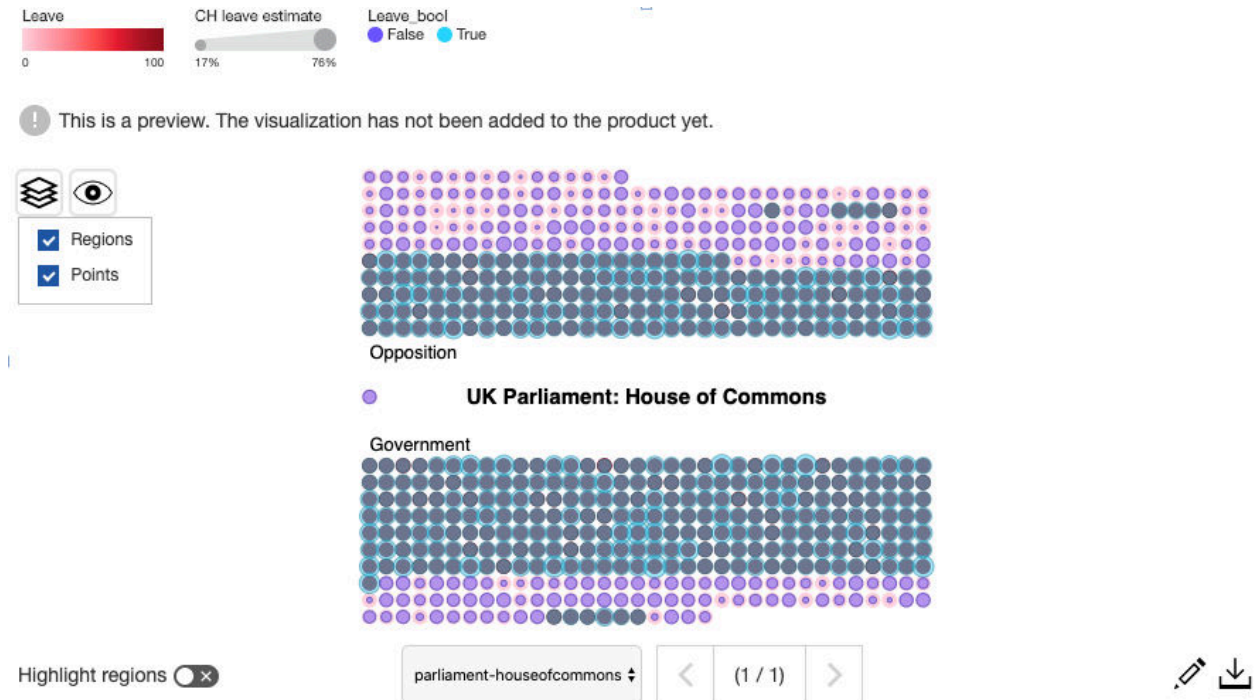 Leave CH leave estimate Leave_bool
False True
0 100 17% 76%
! This is a preview. The visualization has not been added to the product yet.
Regions
Points
Opposition
UK Parliament: House of Commons
Government
Highlight regions
parliament-houseofcommons
(1 / 1)